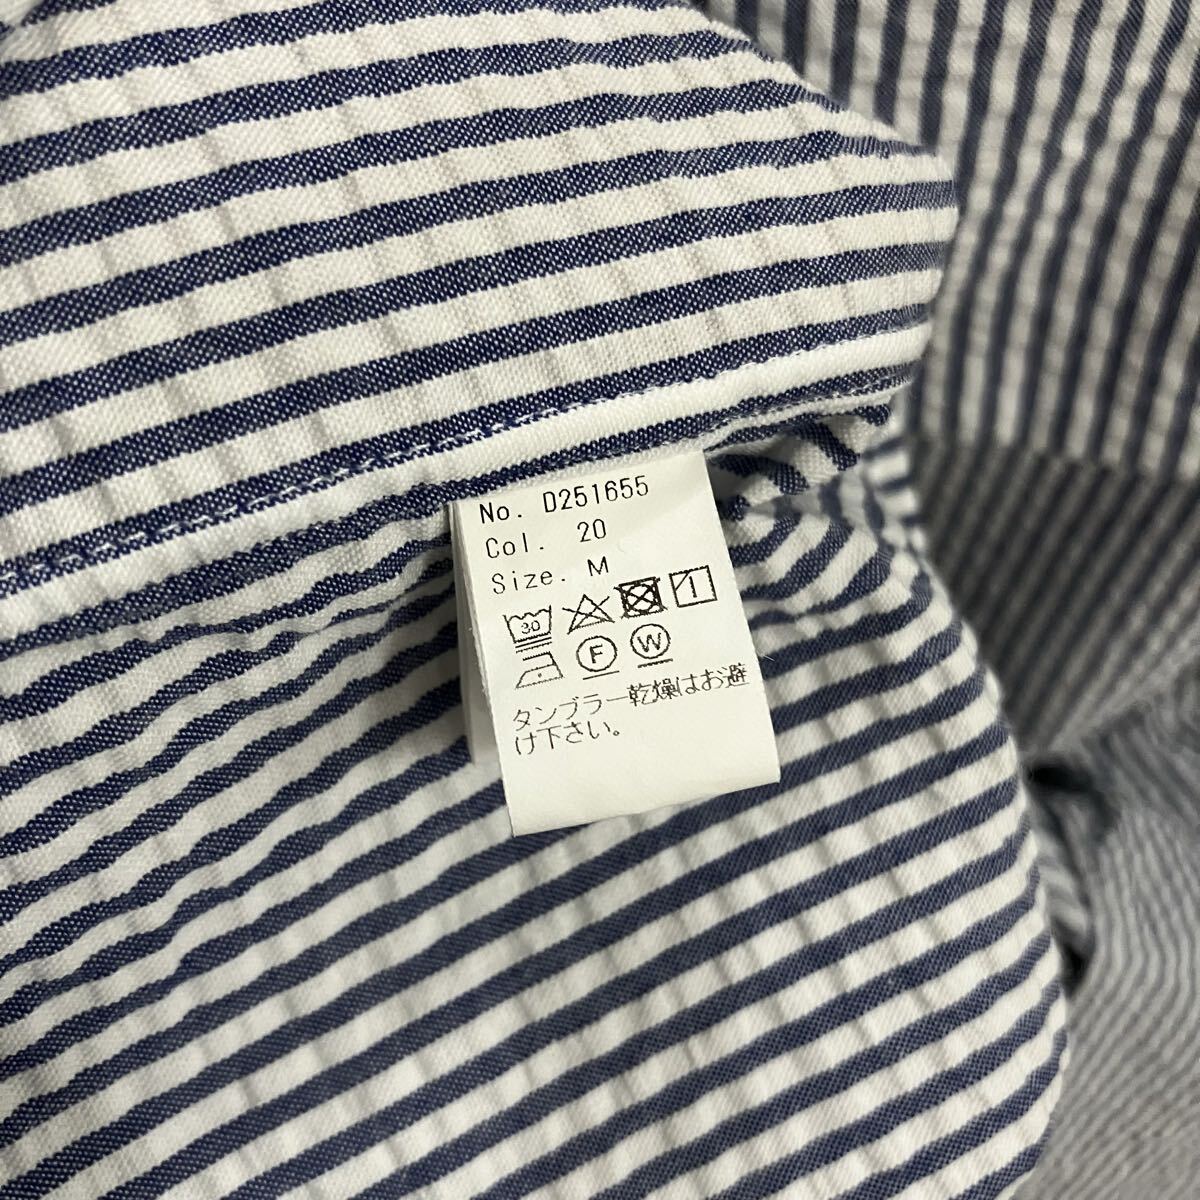 No. D251655
Col. 20
Size. M
30
F W
タンブラー乾燥はお避
け下さい。